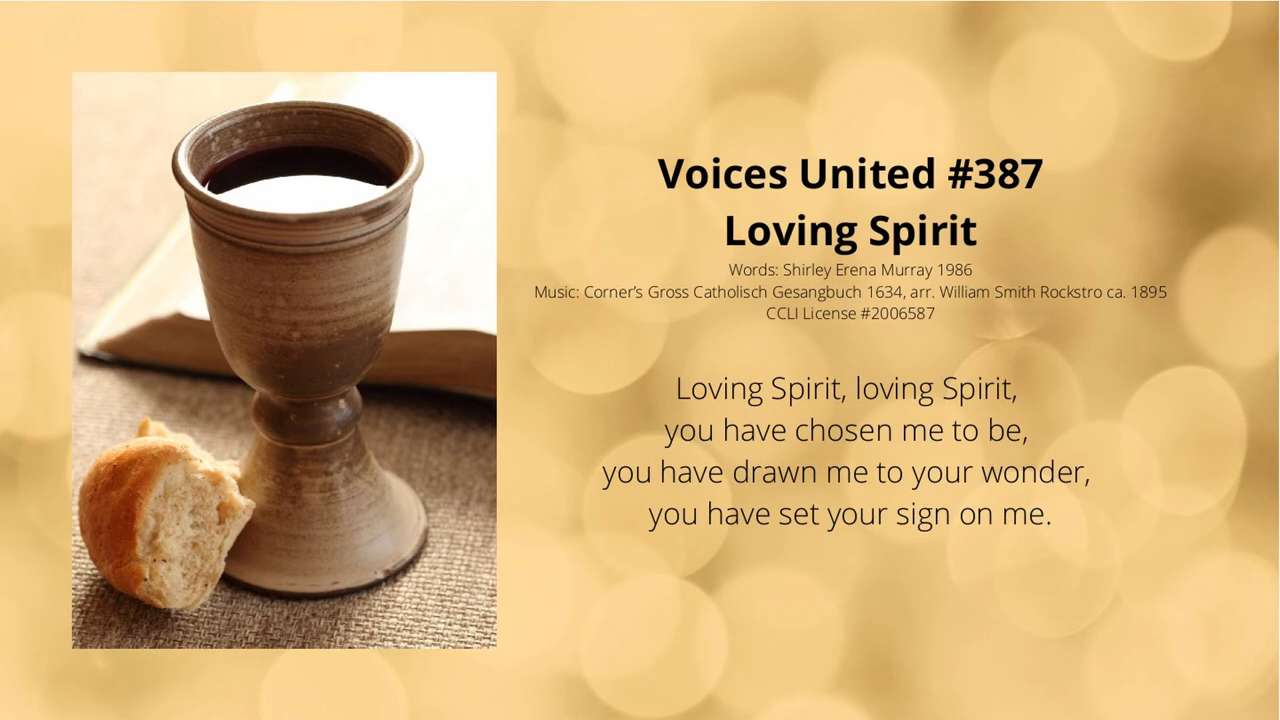 Voices United #387
Loving Spirit
Words: Shirley Erena Murray 1986
Music: Corner’s Gross Catholisch Gesangbuch 1634, arr. William Smith Rockstro ca. 1895
CCLI License #2006587
Loving Spirit, loving Spirit,
you have chosen me to be,
you have drawn me to your wonder,
you have set your sign on me.